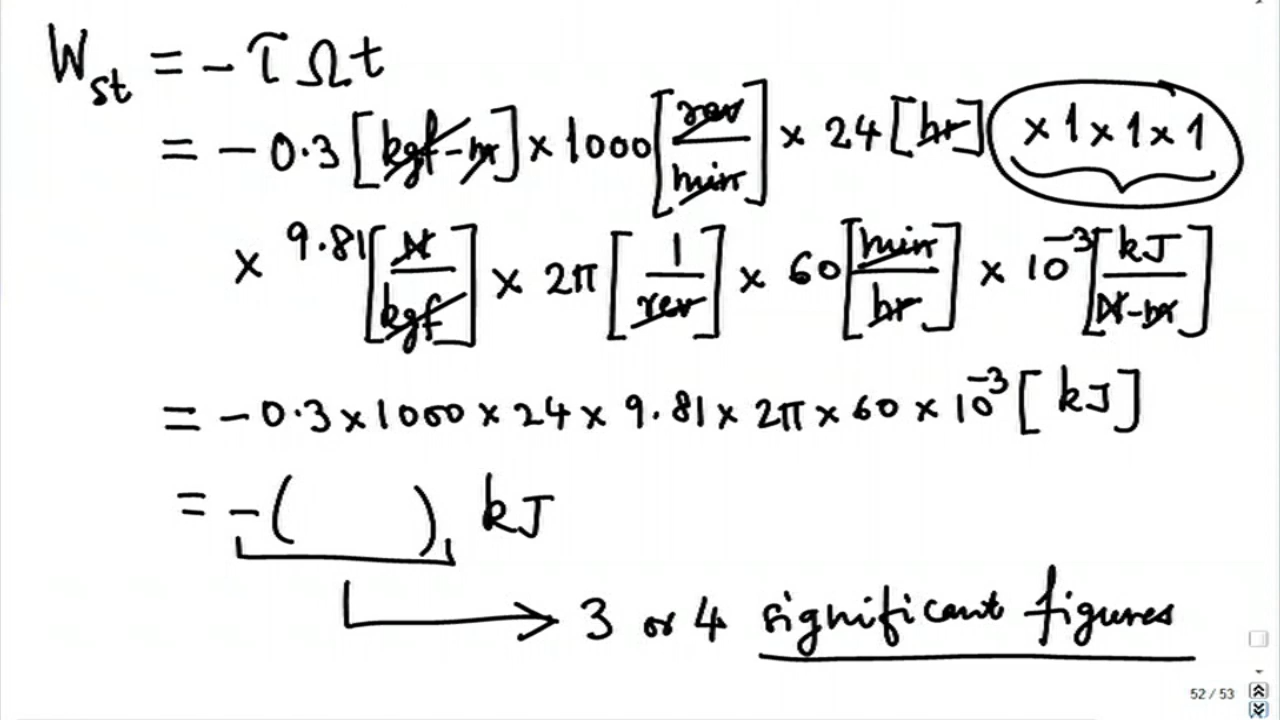 W_st = - τ Ω t
= - 0.3 [kgf-m] × 1000 [rev/min] × 24 [hr] × 1 × 1 × 1
× 9.81 [N/kgf] × 2π [1/rev] × 60 [min/hr] × 10^-3 [kJ/N-m]
= - 0.3 × 1000 × 24 × 9.81 × 2π × 60 × 10^-3 [kJ]
= - ( ) kJ
3 or 4 significant figures
52 / 53